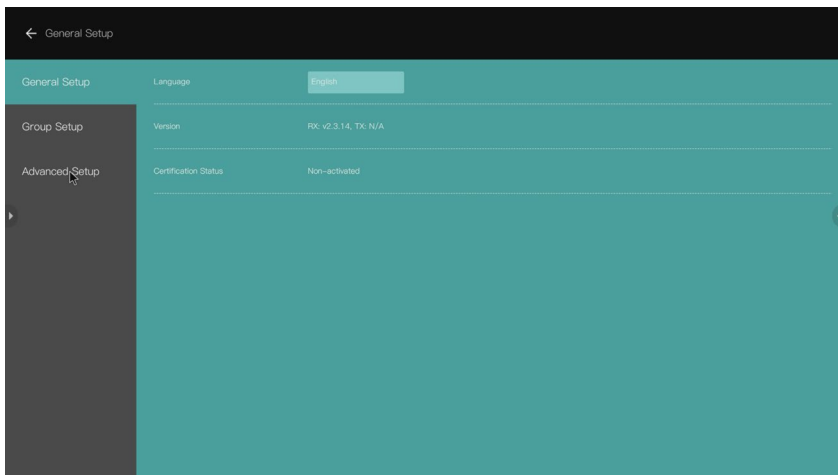 General Setup
General Setup
Language English
Group Setup
Version RX: v2.3.14, TX: N/A
Advanced Setup
Certification Status Non-activated